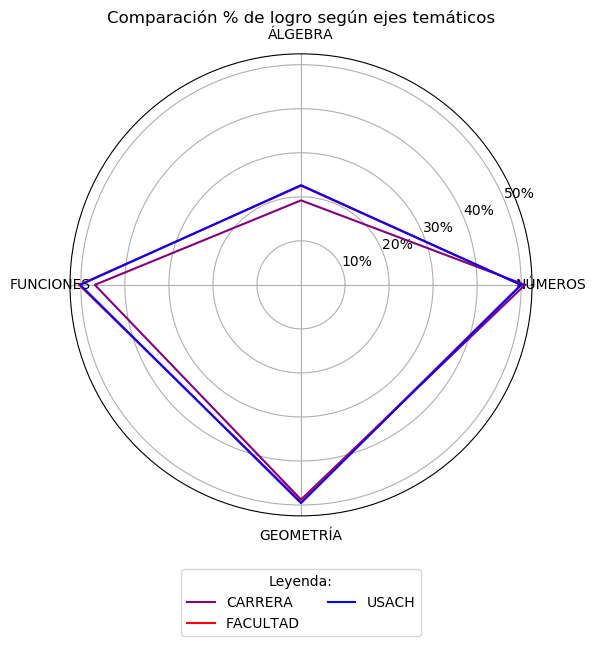 Comparación % de logro según ejes temáticos
ÁLGEBRA
50%
40%
30%
20%
10%
FUNCIONES
NÚMEROS
GEOMETRÍA
Leyenda:
CARRERA USACH
FACULTAD